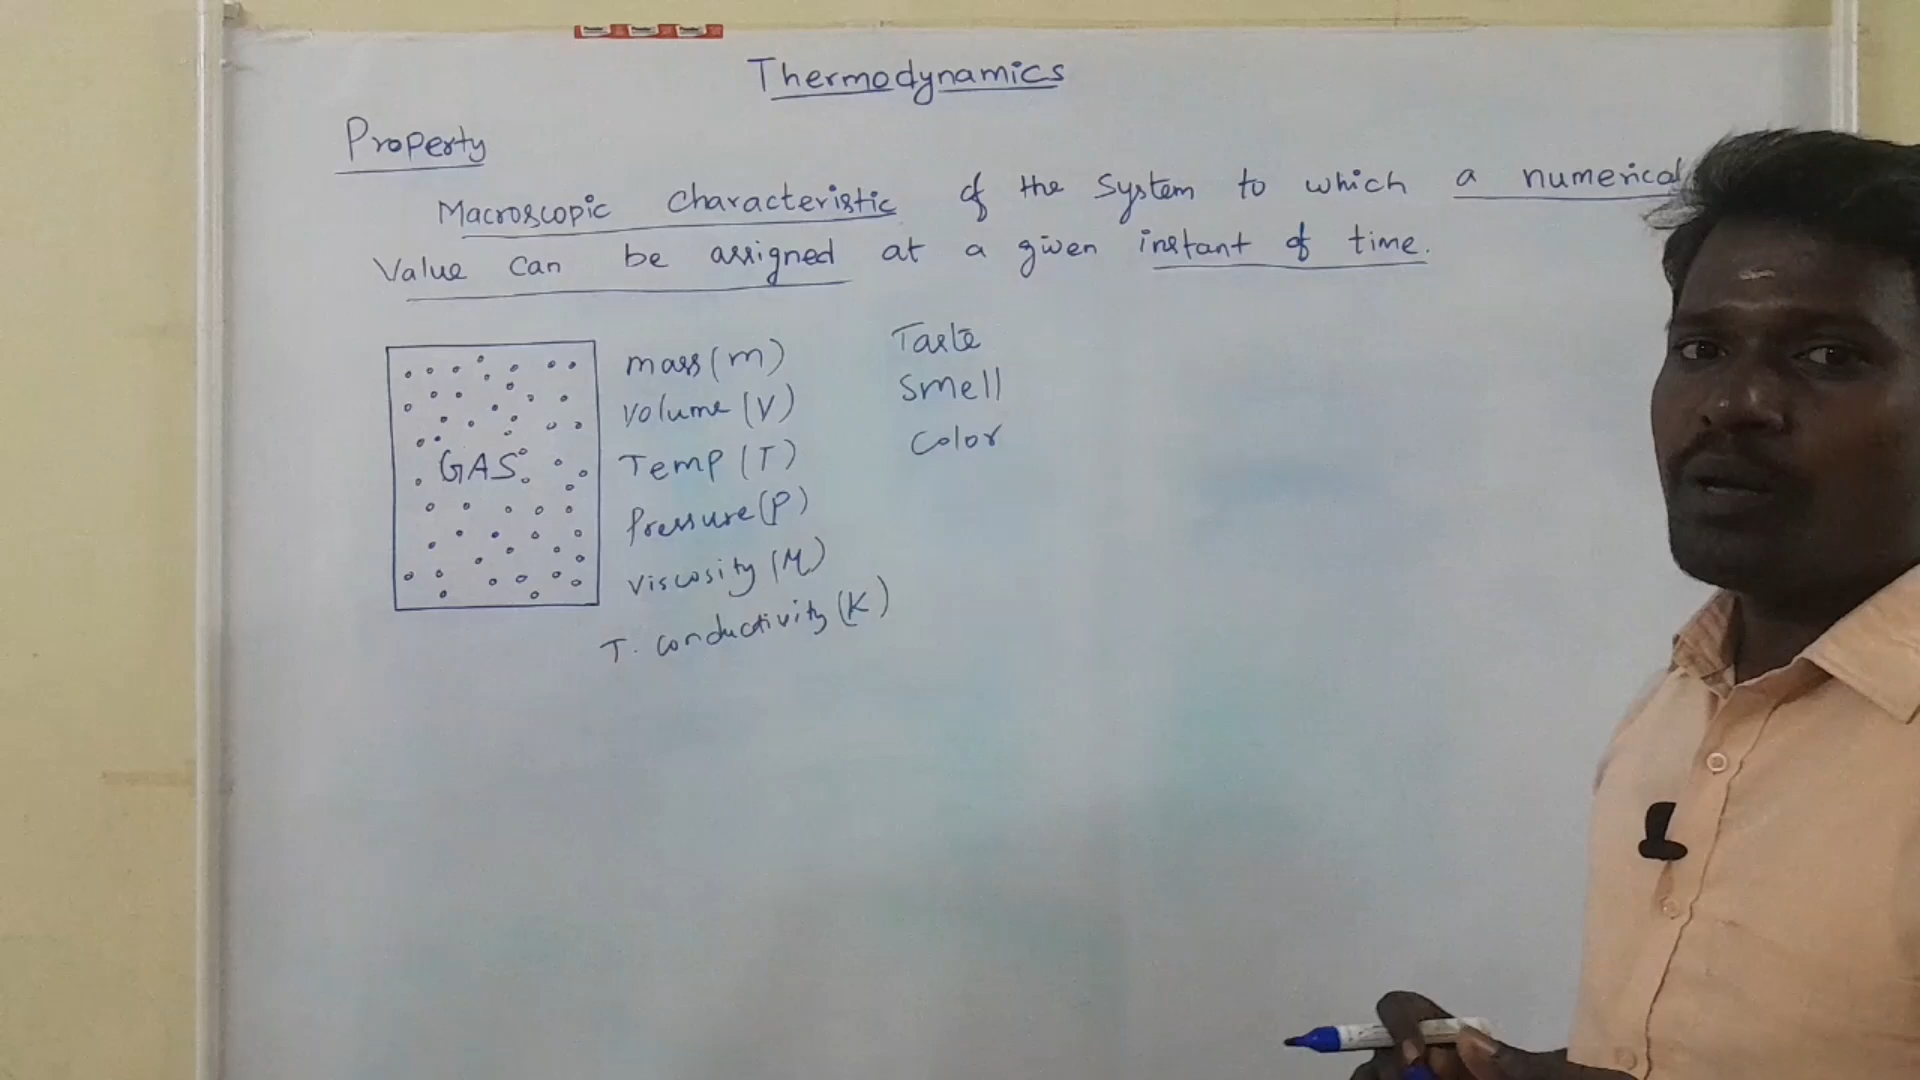 Thermodynamics
Property
Macroscopic characteristic of the system to which a numerical
Value can be assigned at a given instant of time.
GAS
mass (m)
volume (V)
Temp (T)
Pressure (P)
viscosity (μ)
T. conductivity (K)
Taste
Smell
color